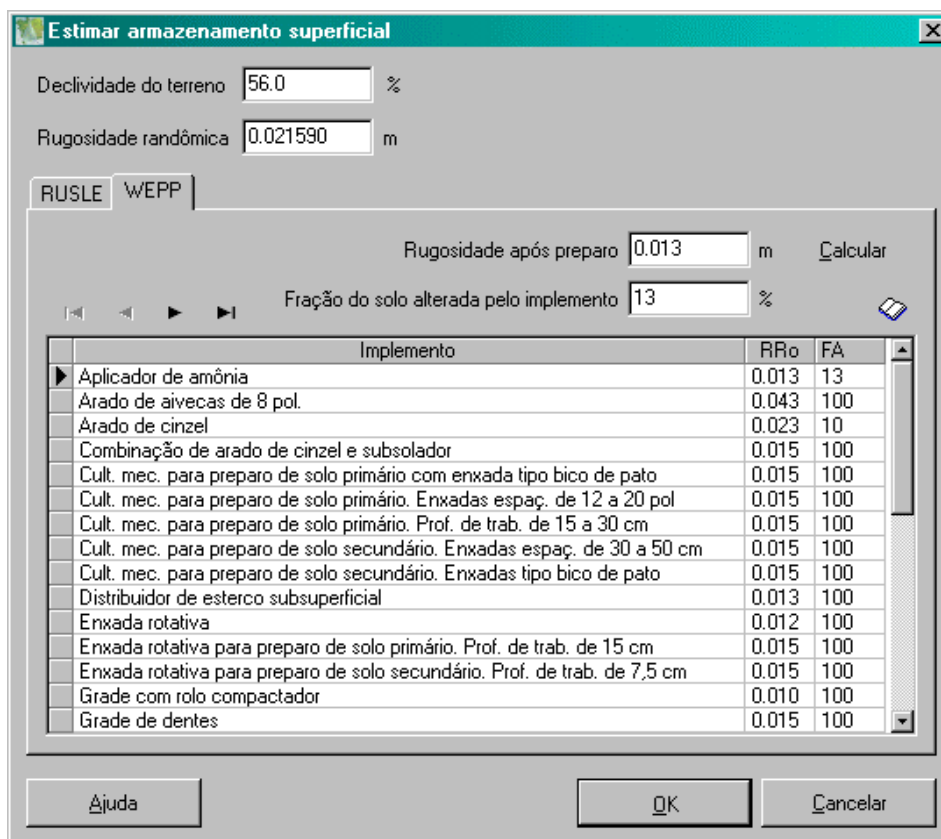 Estimar armazenamento superficial
Declividade do terreno 56.0 %
Rugosidade randômica 0.021590 m
RUSLE WEPP
Rugosidade após preparo 0.013 m Calcular
Fração do solo alterada pelo implemento 13 %
Implemento RRo FA
Aplicador de amônia 0.013 13
Arado de aivecas de 8 pol. 0.043 100
Arado de cinzel 0.023 10
Combinação de arado de cinzel e subsolador 0.015 100
Cult. mec. para preparo de solo primário com enxada tipo bico de pato 0.015 100
Cult. mec. para preparo de solo primário. Enxadas espaç. de 12 a 20 pol 0.015 100
Cult. mec. para preparo de solo primário. Prof. de trab. de 15 a 30 cm 0.015 100
Cult. mec. para preparo de solo secundário. Enxadas espaç. de 30 a 50 cm 0.015 100
Cult. mec. para preparo de solo secundário. Enxadas tipo bico de pato 0.015 100
Distribuidor de esterco subsuperficial 0.013 100
Enxada rotativa 0.012 100
Enxada rotativa para preparo de solo primário. Prof. de trab. de 15 cm 0.015 100
Enxada rotativa para preparo de solo secundário. Prof. de trab. de 7,5 cm 0.015 100
Grade com rolo compactador 0.010 100
Grade de dentes 0.015 100
Ajuda OK Cancelar